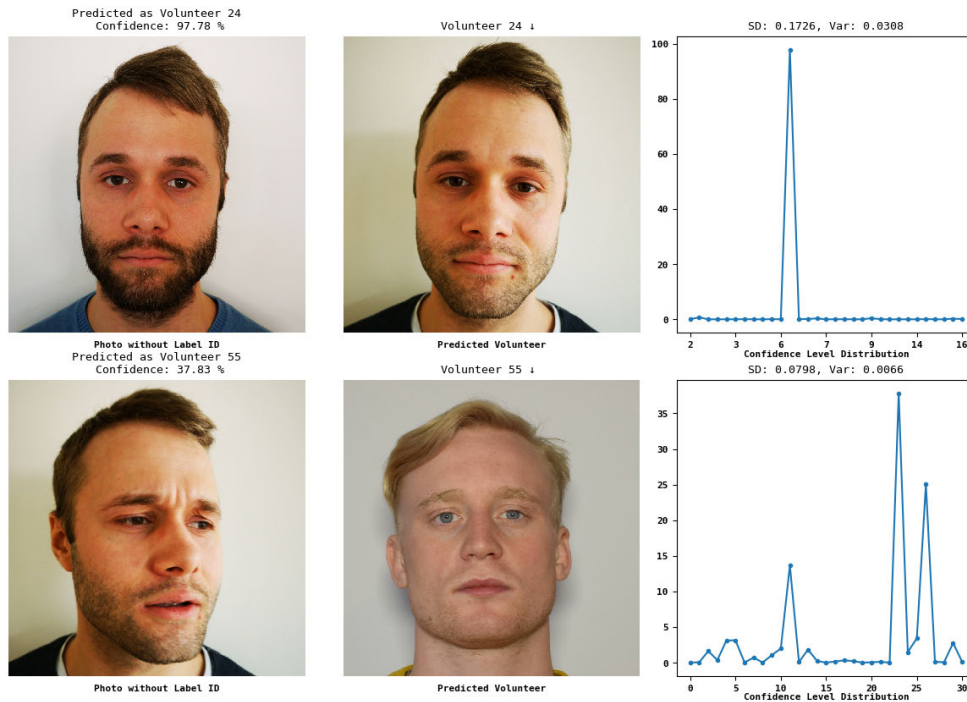 Predicted as Volunteer 24
Confidence: 97.78 %
Volunteer 24 ↓
SD: 0.1726, Var: 0.0308
100
80
60
40
20
0
2 3 6 7 9 14 16
Photo without Label ID
Predicted Volunteer
Confidence Level Distribution
Predicted as Volunteer 55
Confidence: 37.83 %
Volunteer 55 ↓
SD: 0.0798, Var: 0.0066
35
30
25
20
15
10
5
0
0 5 10 15 20 25 30
Photo without Label ID
Predicted Volunteer
Confidence Level Distribution